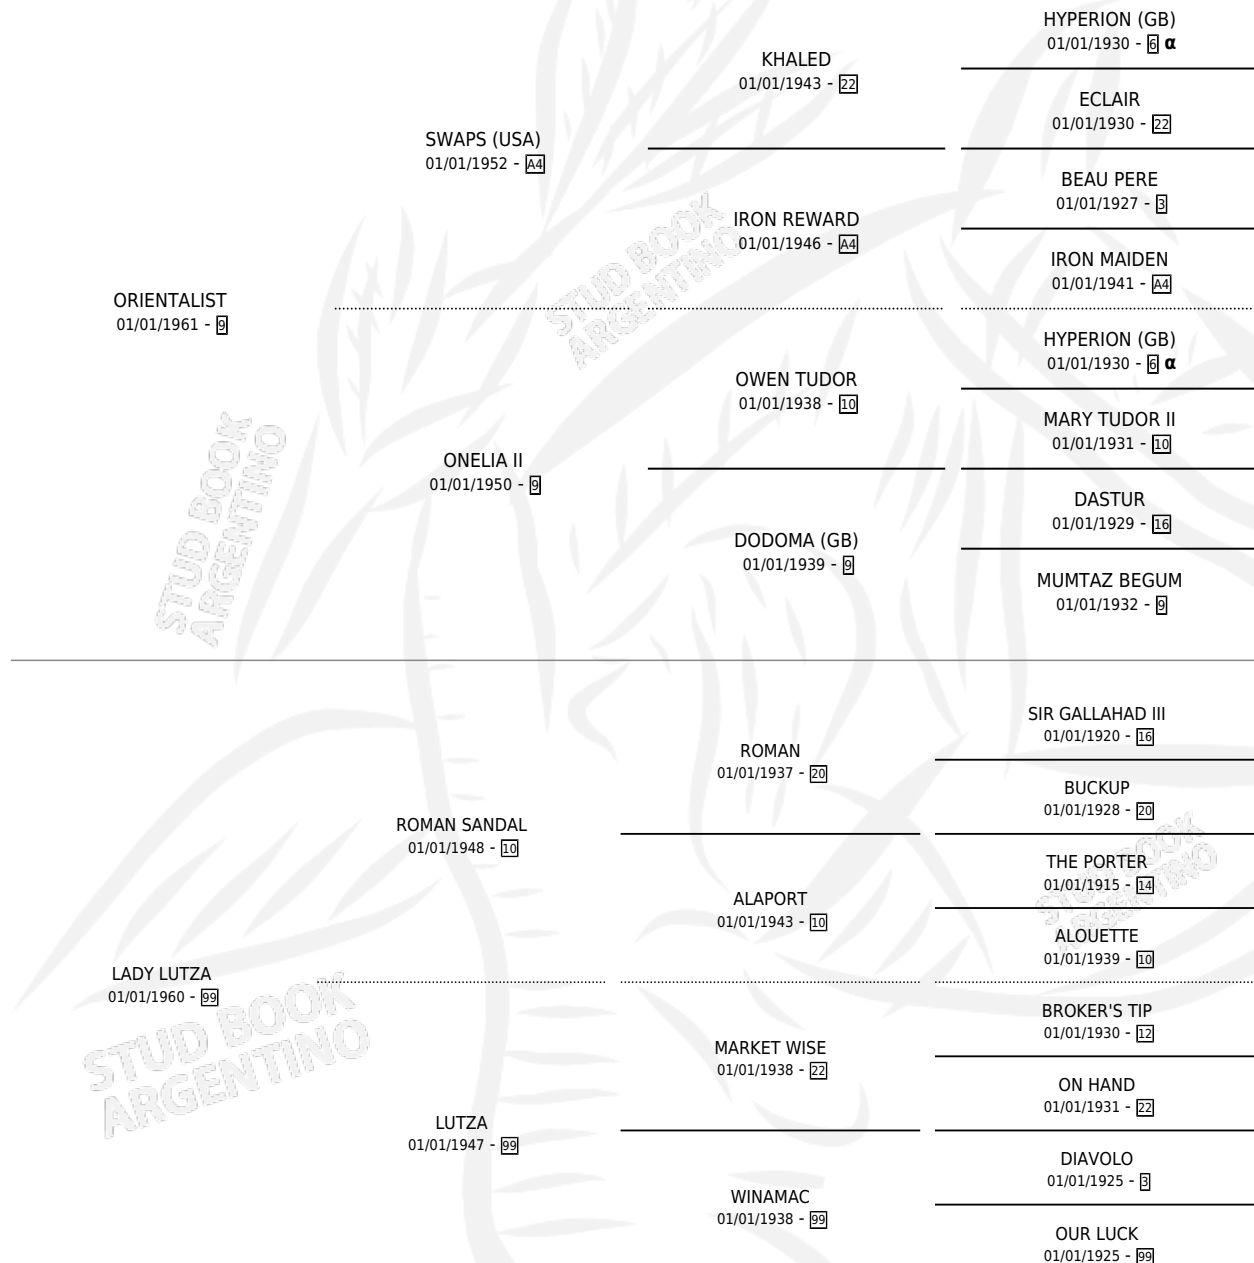 HYPERION (GB)
01/01/1930 - 6 α
KHALED
01/01/1943 - 22
ECLAIR
01/01/1930 - 22
SWAPS (USA)
01/01/1952 - A4
BEAU PERE
01/01/1927 - 3
IRON REWARD
01/01/1946 - A4
IRON MAIDEN
01/01/1941 - A4
ORIENTALIST
01/01/1961 - 9
HYPERION (GB)
01/01/1930 - 6 α
OWEN TUDOR
01/01/1938 - 10
MARY TUDOR II
01/01/1931 - 10
ONELIA II
01/01/1950 - 9
DASTUR
01/01/1929 - 16
DODOMA (GB)
01/01/1939 - 9
MUMTAZ BEGUM
01/01/1932 - 9
SIR GALLAHAD III
01/01/1920 - 16
ROMAN
01/01/1937 - 20
BUCKUP
01/01/1928 - 20
ROMAN SANDAL
01/01/1948 - 10
THE PORTER
01/01/1915 - 14
ALAPORT
01/01/1943 - 10
ALOUETTE
01/01/1939 - 10
LADY LUTZA
01/01/1960 - 99
BROKER'S TIP
01/01/1930 - 12
MARKET WISE
01/01/1938 - 22
ON HAND
01/01/1931 - 22
LUTZA
01/01/1947 - 99
DIAVOLO
01/01/1925 - 3
WINAMAC
01/01/1938 - 99
OUR LUCK
01/01/1925 - 99
STUD BOOK
ARGENTINO
STUD BOOK
ARGENTINO
STUD BOOK
ARGENTINO
STUD BOOK
ARGENTINO